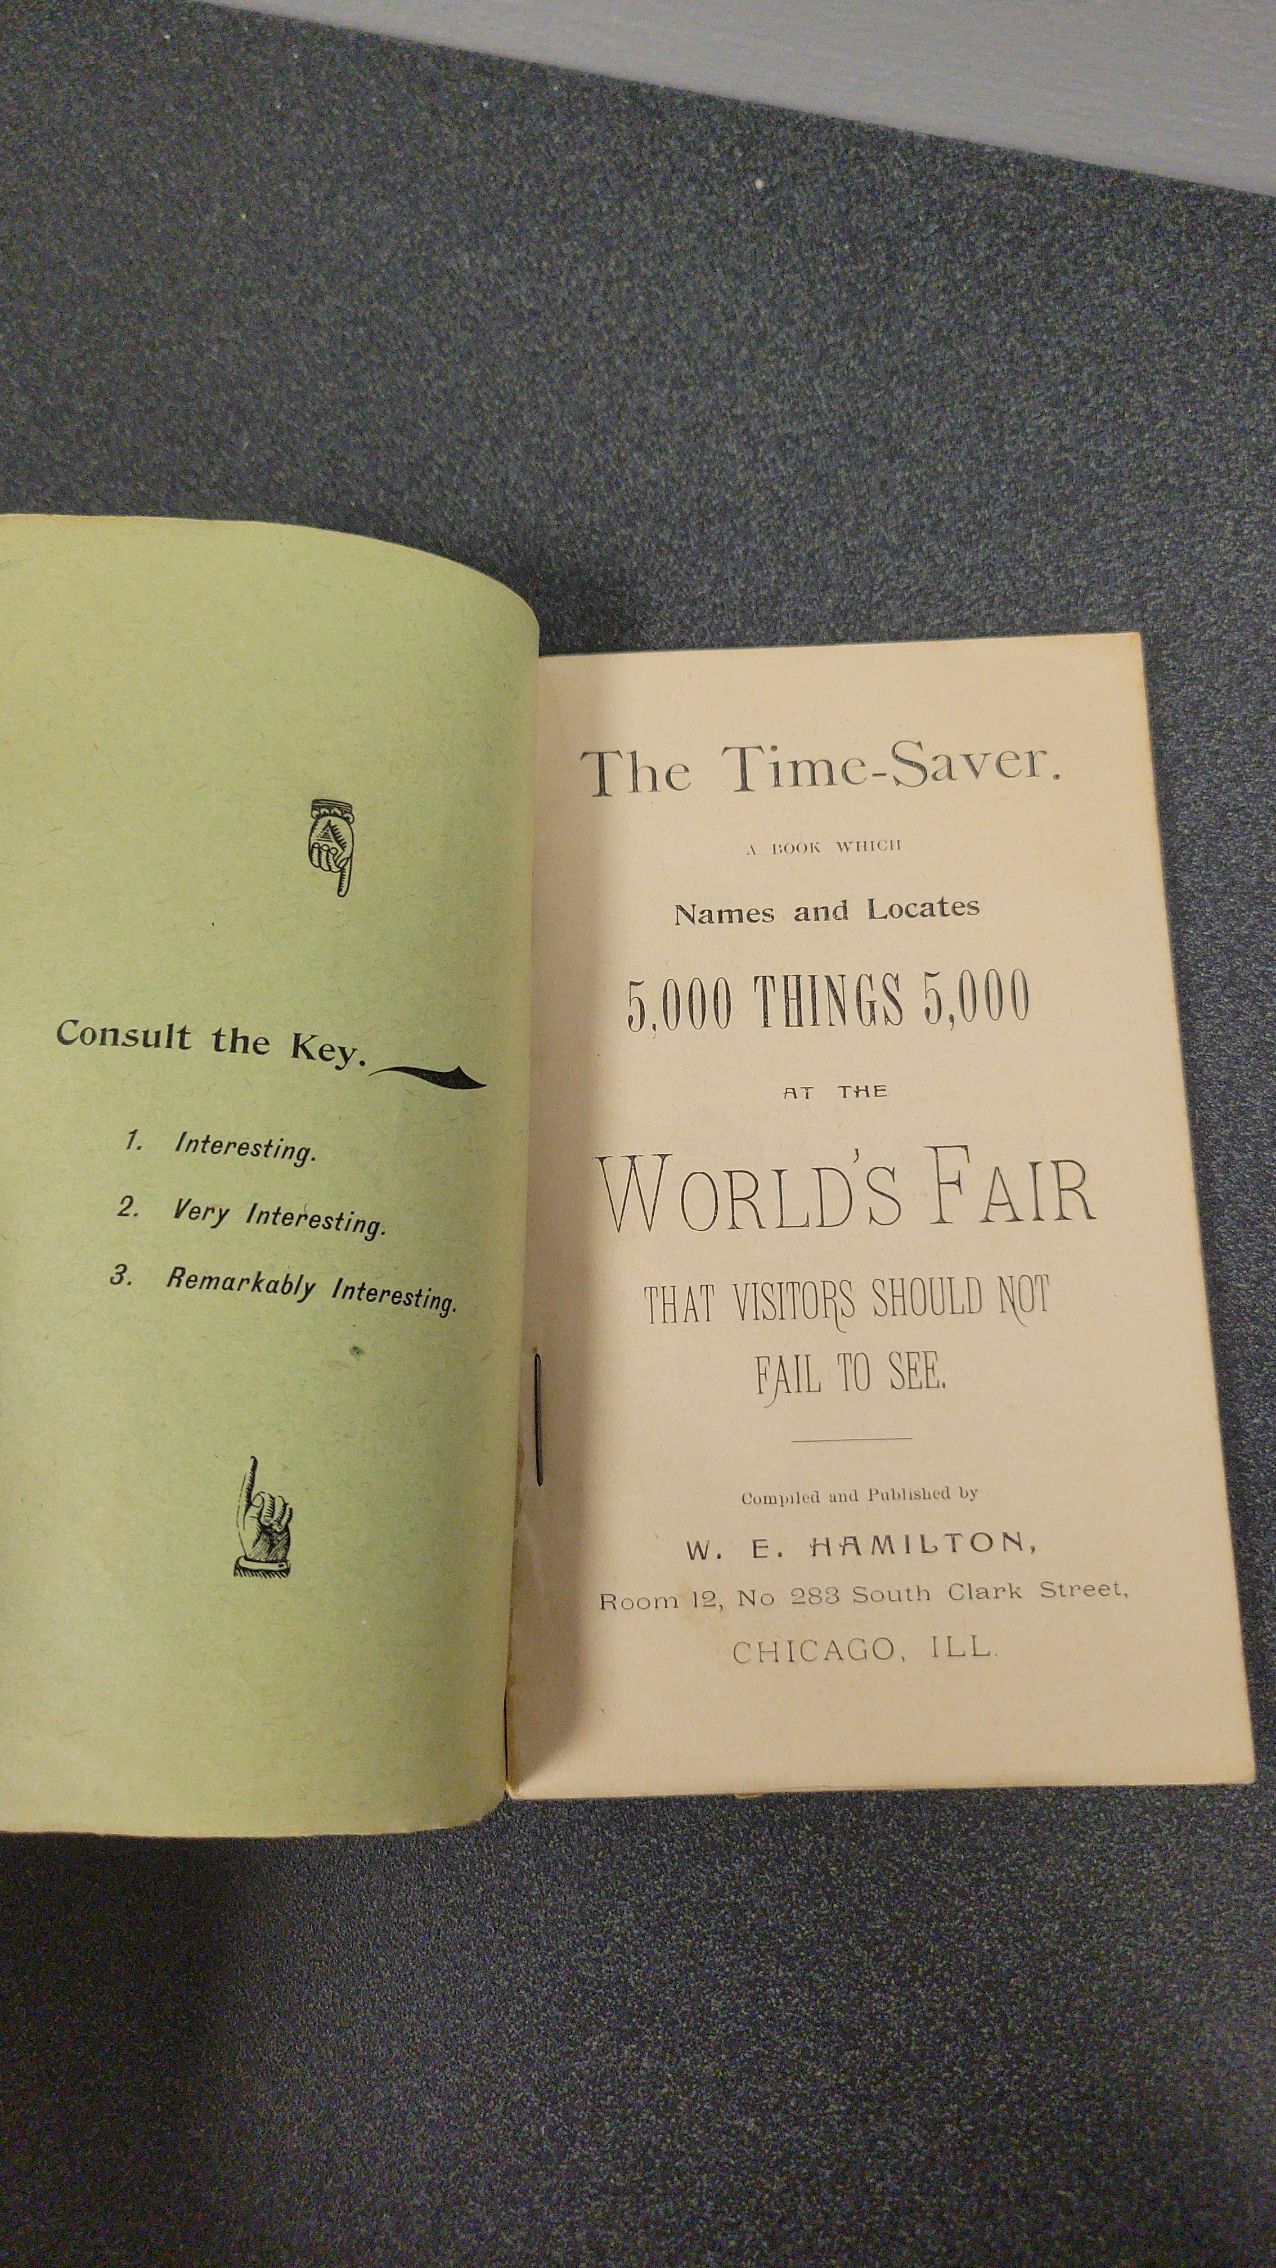 Consult the Key.
1. Interesting.
2. Very Interesting.
3. Remarkably Interesting.
The Time-Saver.
A BOOK WHICH
Names and Locates
5,000 THINGS 5,000
AT THE
WORLD'S FAIR
THAT VISITORS SHOULD NOT
FAIL TO SEE.
Compiled and Published by
W. E. HAMILTON,
Room 12, No 283 South Clark Street,
CHICAGO, ILL.